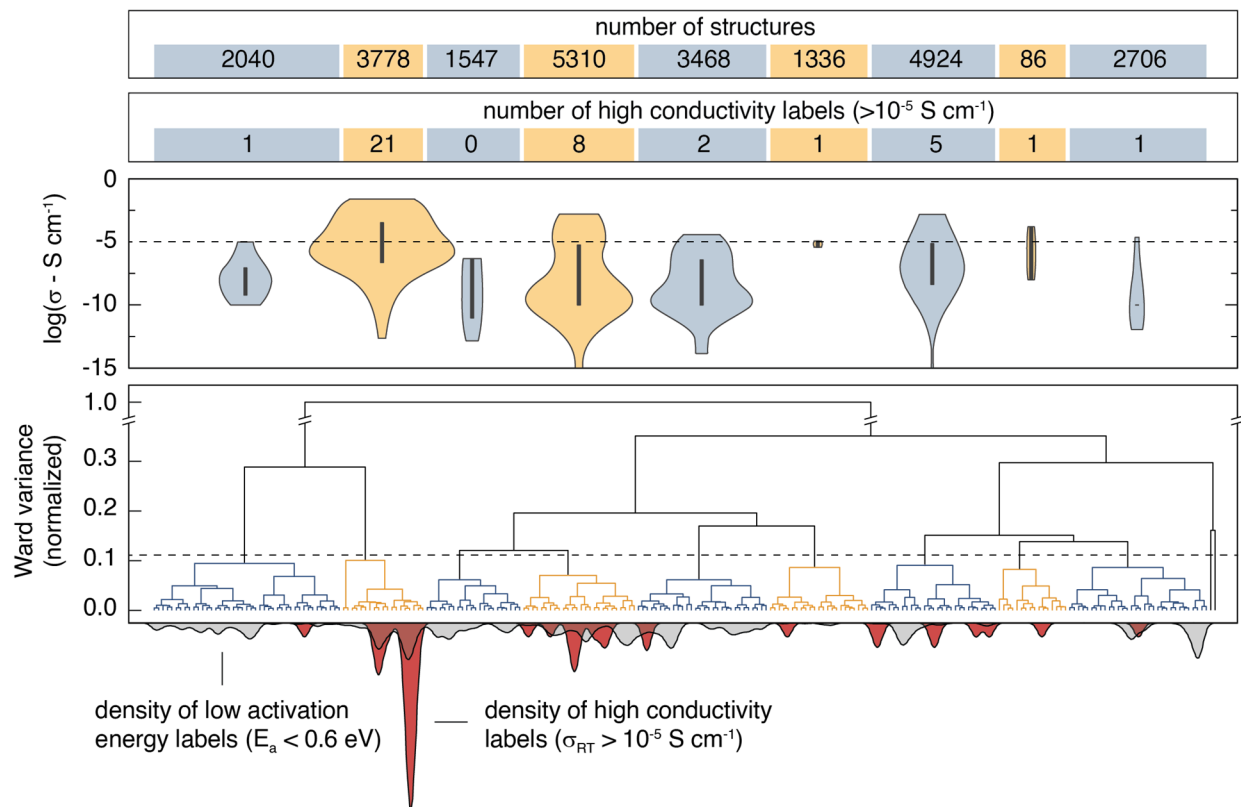 number of structures
2040 3778 1547 5310 3468 1336 4924 86 2706
number of high conductivity labels (>10⁻⁵ S cm⁻¹)
1 21 0 8 2 1 5 1 1
log(σ - S cm⁻¹)
0
-5
-10
-15
Ward variance
(normalized)
1.0
0.3
0.2
0.1
0.0
density of low activation
energy labels (Eₐ < 0.6 eV)
density of high conductivity
labels (σ_RT > 10⁻⁵ S cm⁻¹)